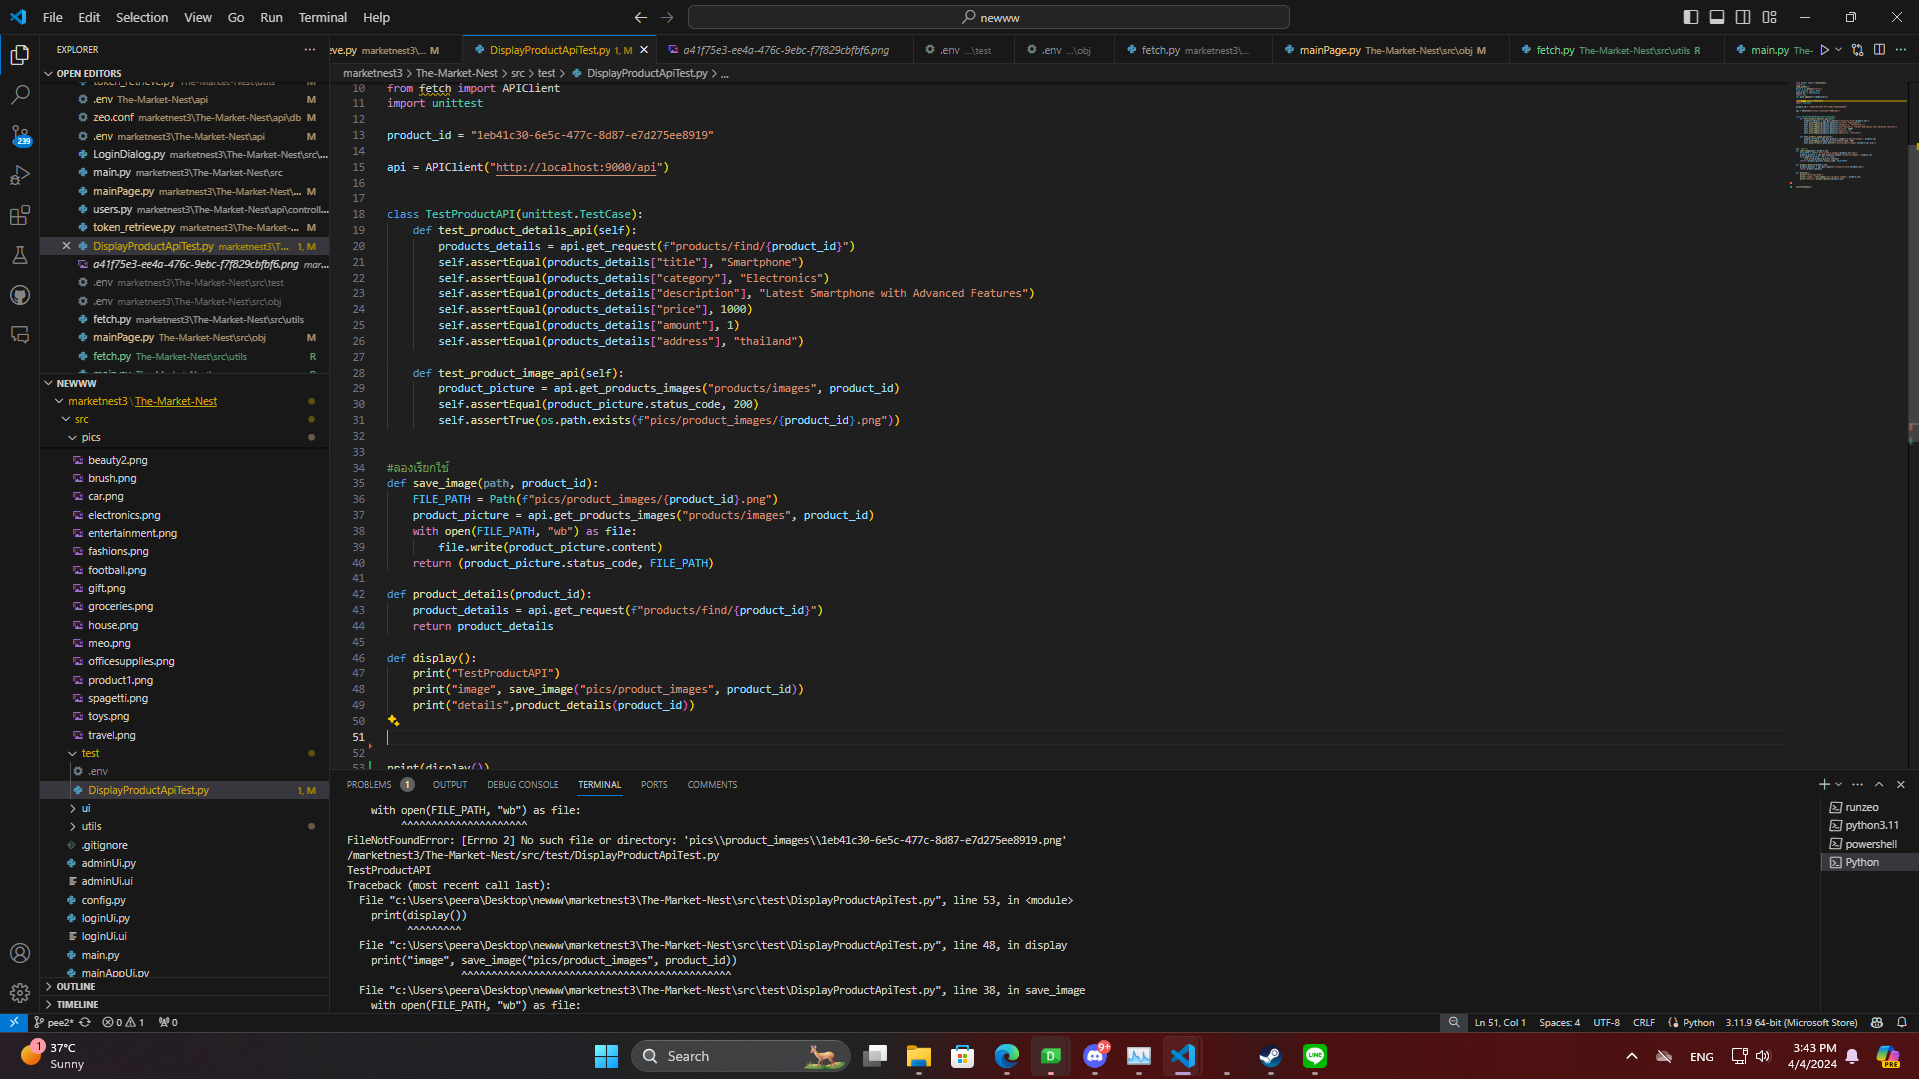 File Edit Selection View Go Run Terminal Help
newww
EXPLORER
OPEN EDITORS
token_retrieve.py marketnest3\The-Market-Nest\utils M
.env The-Market-Nest\api M
zeo.conf marketnest3\The-Market-Nest\api\db M
.env marketnest3\The-Market-Nest\api M
LoginDialog.py marketnest3\The-Market-Nest\src\...
main.py marketnest3\The-Market-Nest\src
mainPage.py marketnest3\The-Market-Nest\... M
users.py marketnest3\The-Market-Nest\api\controll...
token_retrieve.py marketnest3\The-Market-... M
DisplayProductApiTest.py marketnest3\T... 1, M
a41f75e3-ee4a-476c-9ebc-f7f829cbfbf6.png mar...
.env marketnest3\The-Market-Nest\src\test
.env marketnest3\The-Market-Nest\src\obj
fetch.py marketnest3\The-Market-Nest\src\utils
mainPage.py The-Market-Nest\src\obj M
fetch.py The-Market-Nest\src\utils R
NEWWW
marketnest3 \ The-Market-Nest
src
pics
beauty2.png
brush.png
car.png
electronics.png
entertainment.png
fashions.png
football.png
gift.png
groceries.png
house.png
meo.png
officesupplies.png
product1.png
spagetti.png
toys.png
travel.png
test
.env
DisplayProductApiTest.py 1, M
ui
utils
.gitignore
adminUi.py
adminUi.ui
config.py
loginUi.py
loginUi.ui
main.py
mainAppUi.py
OUTLINE
TIMELINE
239
eve.py marketnest3\... M
DisplayProductApiTest.py 1, M
a41f75e3-ee4a-476c-9ebc-f7f829cbfbf6.png
.env ...\test
.env ...\obj
fetch.py marketnest3\...
mainPage.py The-Market-Nest\src\obj M
fetch.py The-Market-Nest\src\utils R
main.py The-
marketnest3 > The-Market-Nest > src > test > DisplayProductApiTest.py > ...
10 from fetch import APIClient
11 import unittest
12
13 product_id = "1eb41c30-6e5c-477c-8d87-e7d275ee8919"
14
15 api = APIClient("http://localhost:9000/api")
16
17
18 class TestProductAPI(unittest.TestCase):
19 def test_product_details_api(self):
20 products_details = api.get_request(f"products/find/{product_id}")
21 self.assertEqual(products_details["title"], "Smartphone")
22 self.assertEqual(products_details["category"], "Electronics")
23 self.assertEqual(products_details["description"], "Latest Smartphone with Advanced Features")
24 self.assertEqual(products_details["price"], 1000)
25 self.assertEqual(products_details["amount"], 1)
26 self.assertEqual(products_details["address"], "thailand")
27
28 def test_product_image_api(self):
29 product_picture = api.get_products_images("products/images", product_id)
30 self.assertEqual(product_picture.status_code, 200)
31 self.assertTrue(os.path.exists(f"pics/product_images/{product_id}.png"))
32
33
34 #ลองเรียกใช้
35 def save_image(path, product_id):
36 FILE_PATH = Path(f"pics/product_images/{product_id}.png")
37 product_picture = api.get_products_images("products/images", product_id)
38 with open(FILE_PATH, "wb") as file:
39 file.write(product_picture.content)
40 return (product_picture.status_code, FILE_PATH)
41
42 def product_details(product_id):
43 product_details = api.get_request(f"products/find/{product_id}")
44 return product_details
45
46 def display():
47 print("TestProductAPI")
48 print("image", save_image("pics/product_images", product_id))
49 print("details",product_details(product_id))
50
51
52
53 print(display())
PROBLEMS 1 OUTPUT DEBUG CONSOLE TERMINAL PORTS COMMENTS
with open(FILE_PATH, "wb") as file:
^^^^^^^^^^^^^^^^^^^^^
FileNotFoundError: [Errno 2] No such file or directory: 'pics\\product_images\\1eb41c30-6e5c-477c-8d87-e7d275ee8919.png'
/marketnest3/The-Market-Nest/src/test/DisplayProductApiTest.py
TestProductAPI
Traceback (most recent call last):
File "c:\Users\peera\Desktop\newww\marketnest3\The-Market-Nest\src\test\DisplayProductApiTest.py", line 53, in <module>
print(display())
^^^^^^^^^
File "c:\Users\peera\Desktop\newww\marketnest3\The-Market-Nest\src\test\DisplayProductApiTest.py", line 48, in display
print("image", save_image("pics/product_images", product_id))
^^^^^^^^^^^^^^^^^^^^^^^^^^^^^^^^^^^^^^^^^^^^^
File "c:\Users\peera\Desktop\newww\marketnest3\The-Market-Nest\src\test\DisplayProductApiTest.py", line 38, in save_image
with open(FILE_PATH, "wb") as file:
runzeo
python3.11
powershell
Python
pee2* 0 1 0
Ln 51, Col 1 Spaces: 4 UTF-8 CRLF Python 3.11.9 64-bit (Microsoft Store)
1
37°C
Sunny
Search
9+
ENG
3:43 PM
4/4/2024
PRE